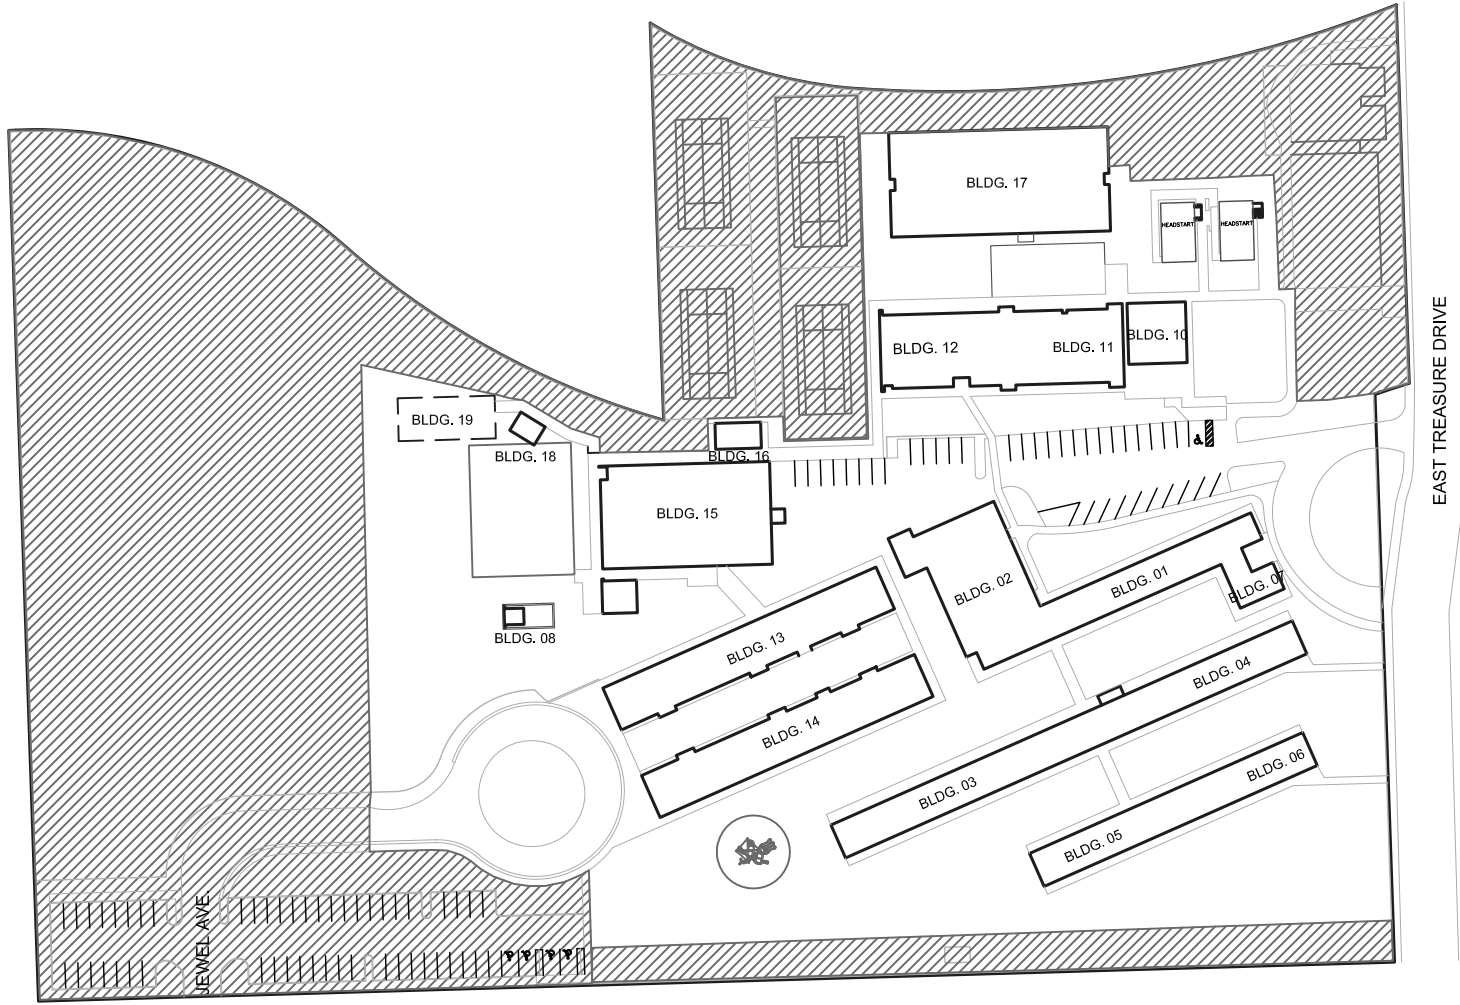 BLDG. 17
HEADSTART
HEADSTART
EAST TREASURE DRIVE
BLDG. 12
BLDG. 11
BLDG. 10
BLDG. 19
BLDG. 18
BLDG. 16
BLDG. 15
BLDG. 02
BLDG. 01
BLDG. 07
BLDG. 08
BLDG. 13
BLDG. 04
BLDG. 14
BLDG. 03
BLDG. 06
BLDG. 05
JEWEL AVE.